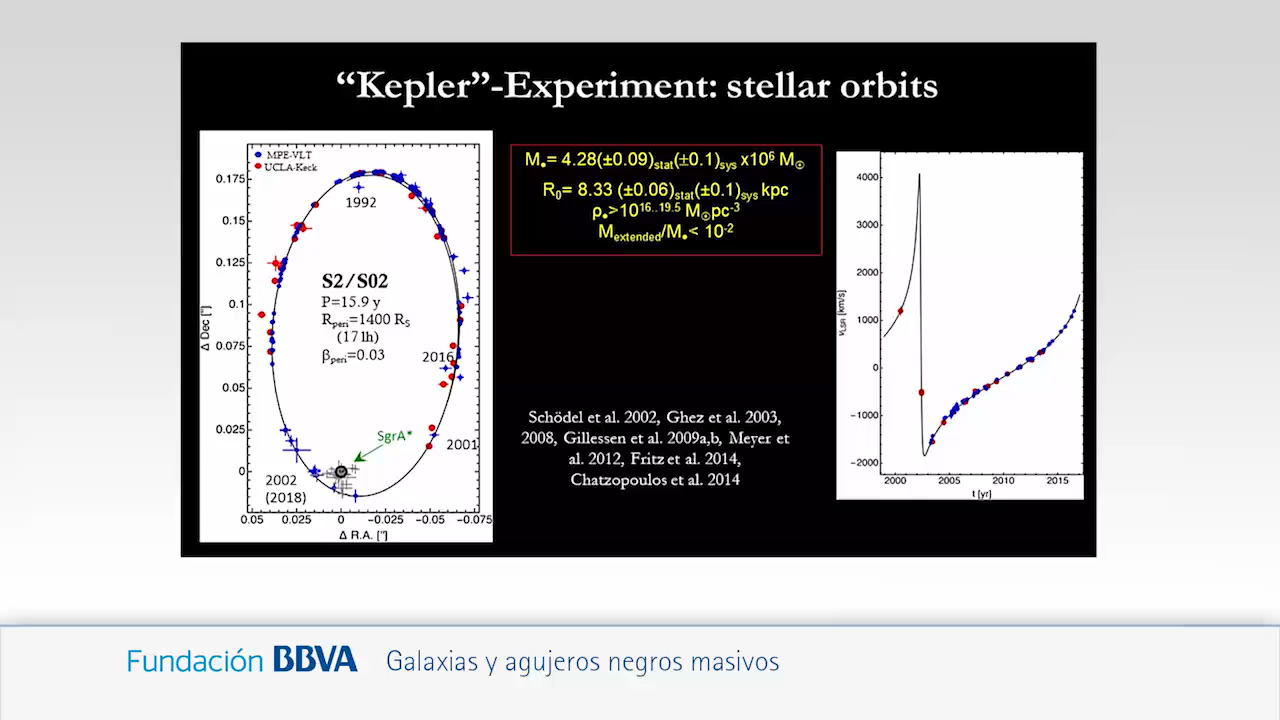 “Kepler”-Experiment: stellar orbits
MPE-VLT
UCLA-Keck
0.175
0.15
0.125
0.1
0.075
0.05
0.025
0
Δ Dec ["]
1992
S2/S02
P=15.9 y
Rperi=1400 RS
(17 lh)
βperi=0.03
2016
SgrA*
2001
2002
(2018)
0.05 0.025 0 −0.025 −0.05 −0.075
Δ R.A. ["]
M•= 4.28(±0.09)stat(±0.1)sys x10⁶ M☉
R0= 8.33 (±0.06)stat(±0.1)sys kpc
ρ•>10^16..19.5 M☉pc-3
Mextended/M•< 10-2
Schödel et al. 2002, Ghez et al. 2003,
2008, Gillessen et al. 2009a,b, Meyer et
al. 2012, Fritz et al. 2014,
Chatzopoulos et al. 2014
4000
3000
2000
1000
0
−1000
−2000
vLSR [km/s]
2000 2005 2010 2015
t [yr]
Fundación BBVA Galaxias y agujeros negros masivos